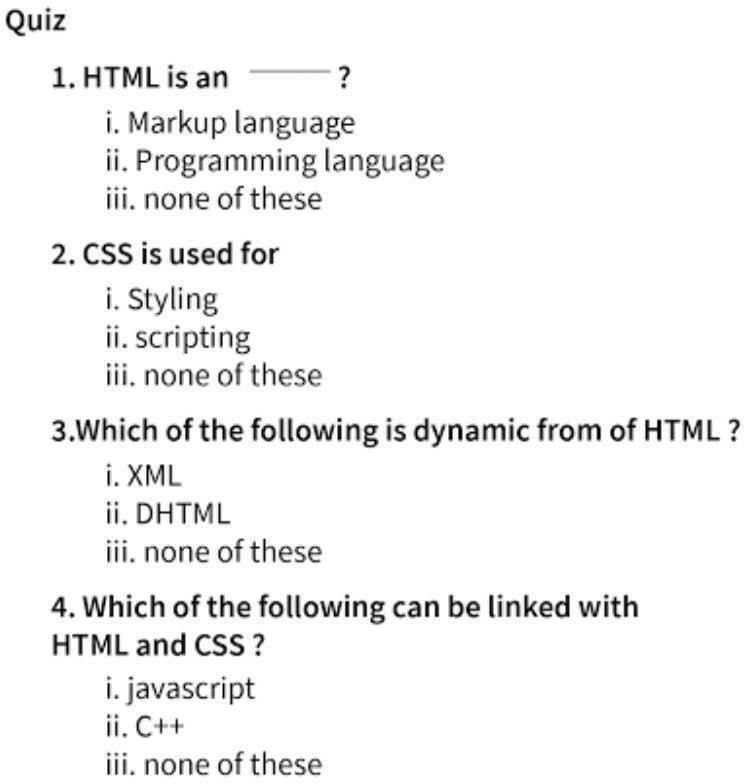 Quiz
1. HTML is an ——— ?
i. Markup language
ii. Programming language
iii. none of these
2. CSS is used for
i. Styling
ii. scripting
iii. none of these
3.Which of the following is dynamic from of HTML ?
i. XML
ii. DHTML
iii. none of these
4. Which of the following can be linked with
HTML and CSS ?
i. javascript
ii. C++
iii. none of these